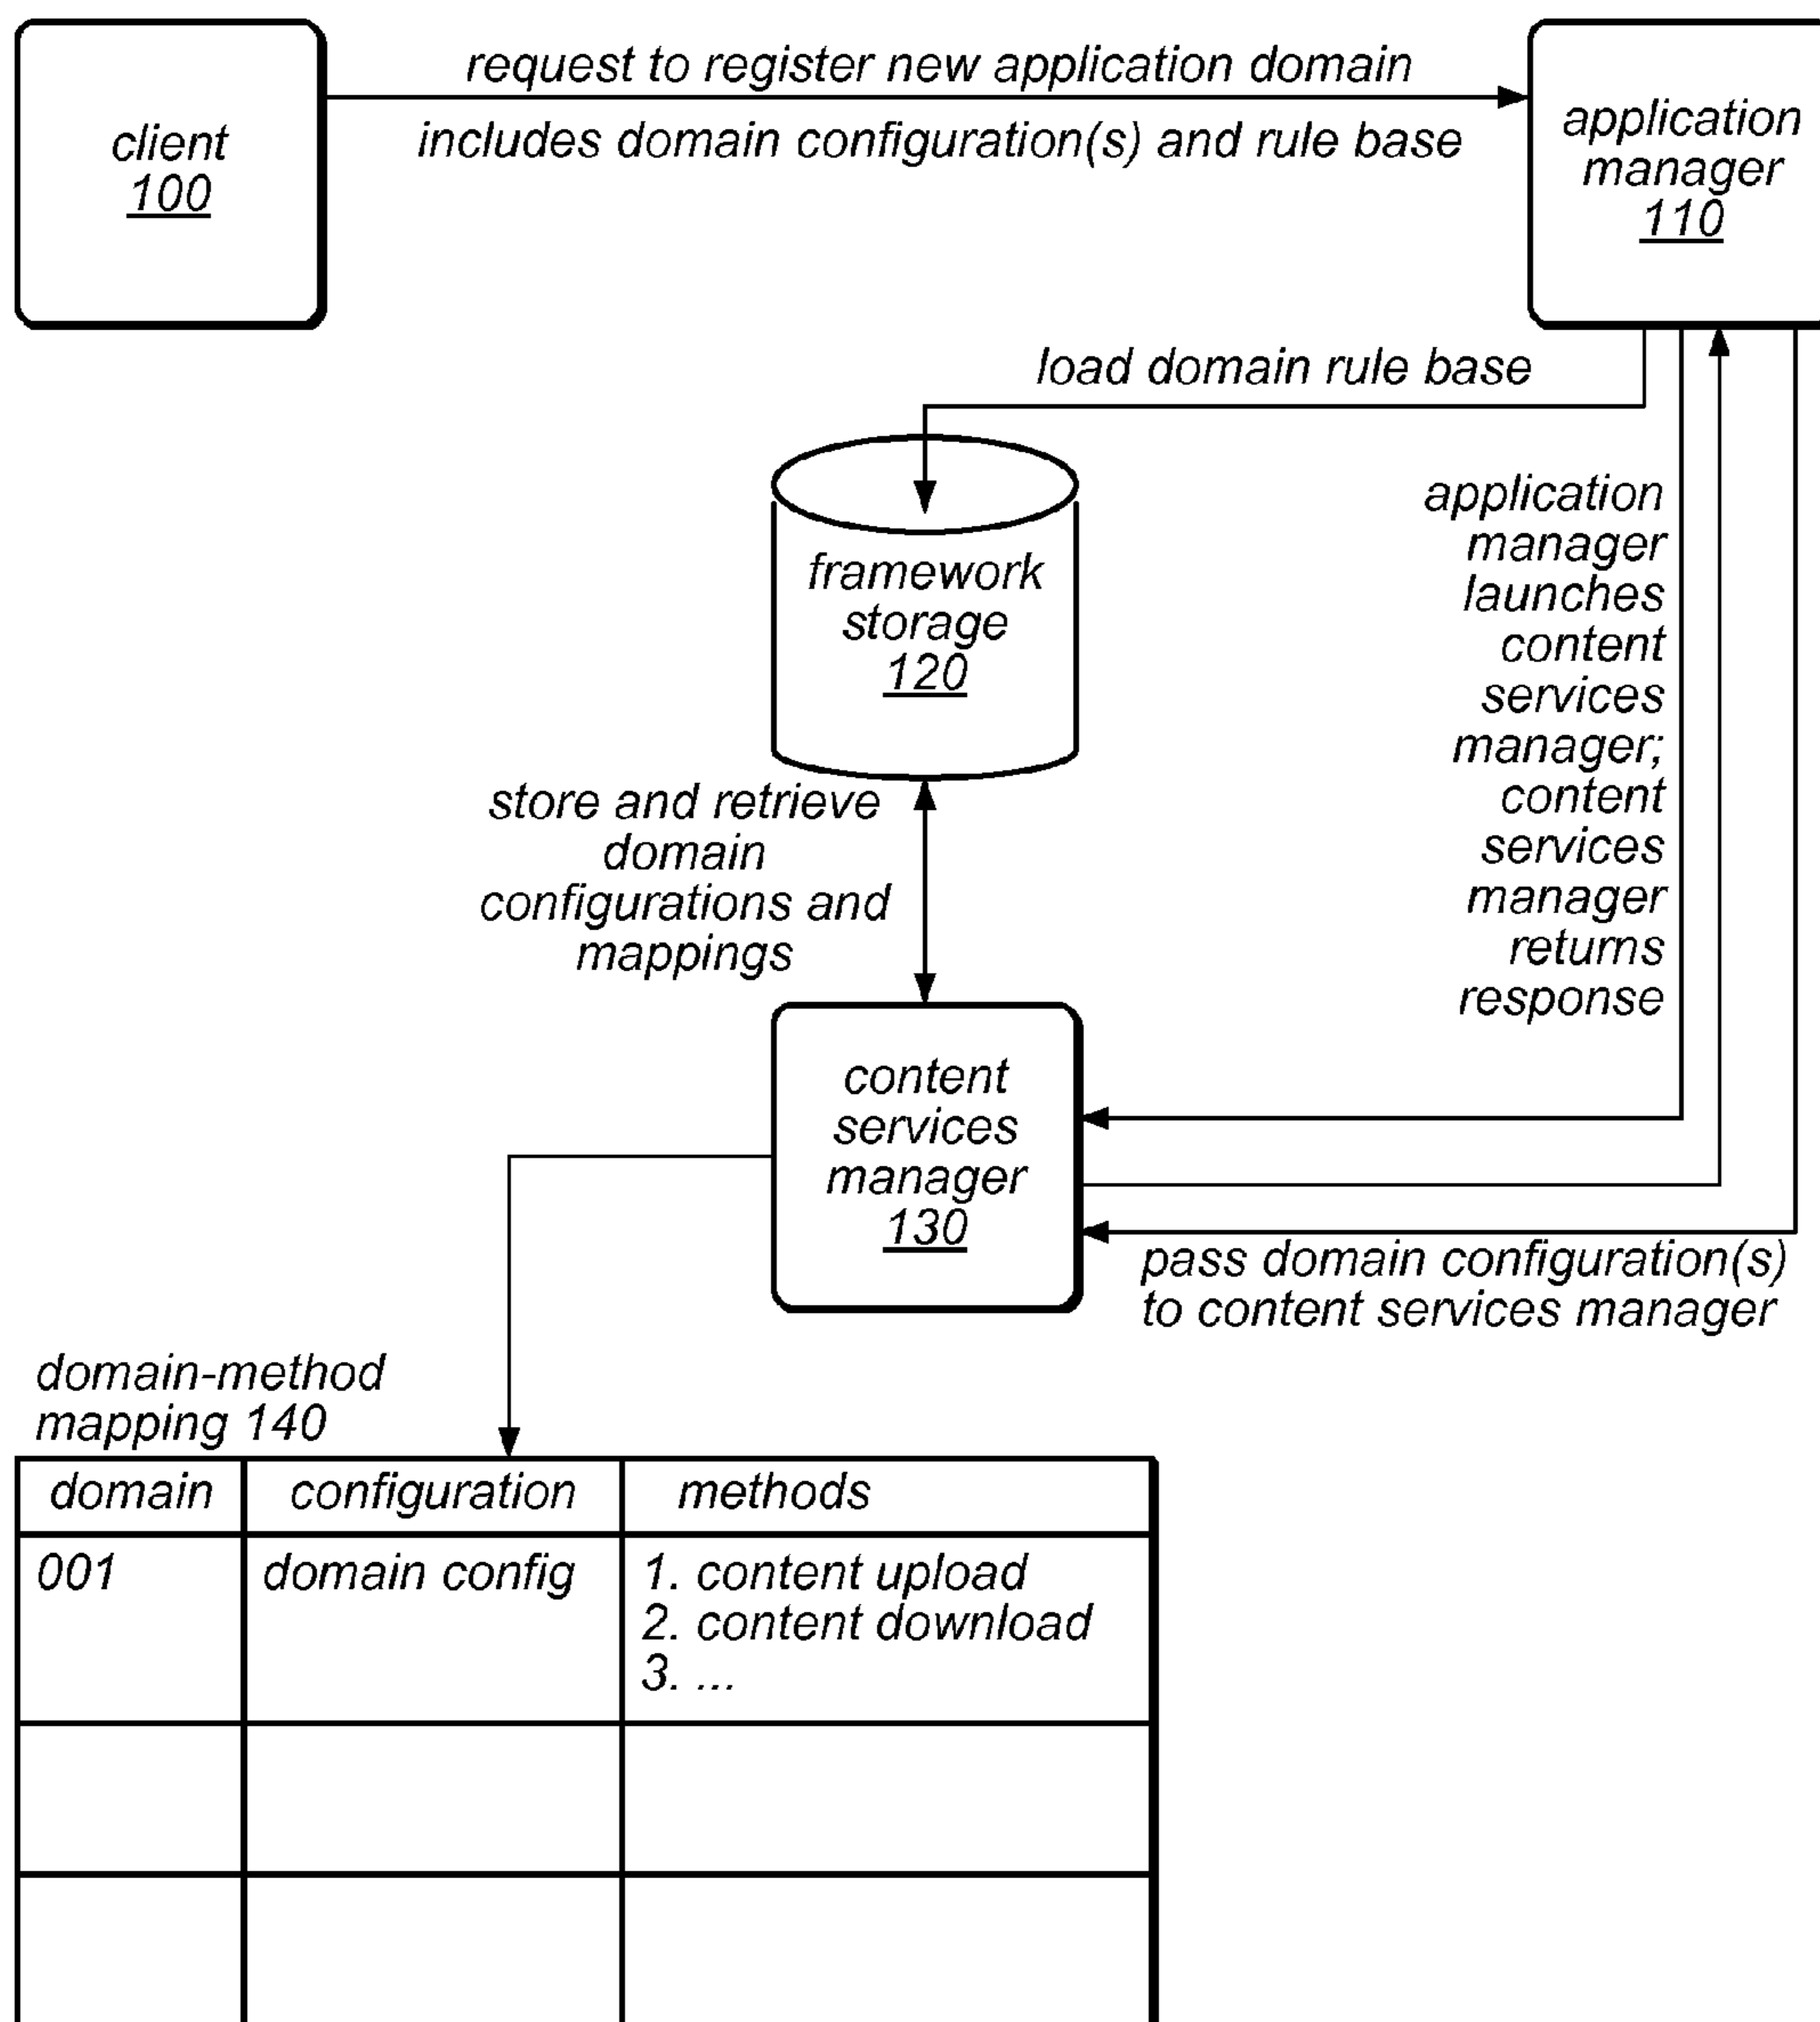 client
100
request to register new application domain
includes domain configuration(s) and rule base
application
manager
110
load domain rule base
framework
storage
120
application
manager
launches
content
services
manager;
content
services
manager
returns
response
store and retrieve
domain
configurations and
mappings
content
services
manager
130
pass domain configuration(s)
to content services manager
domain-method
mapping 140
domain configuration methods
001 domain config 1. content upload
2. content download
3. ...